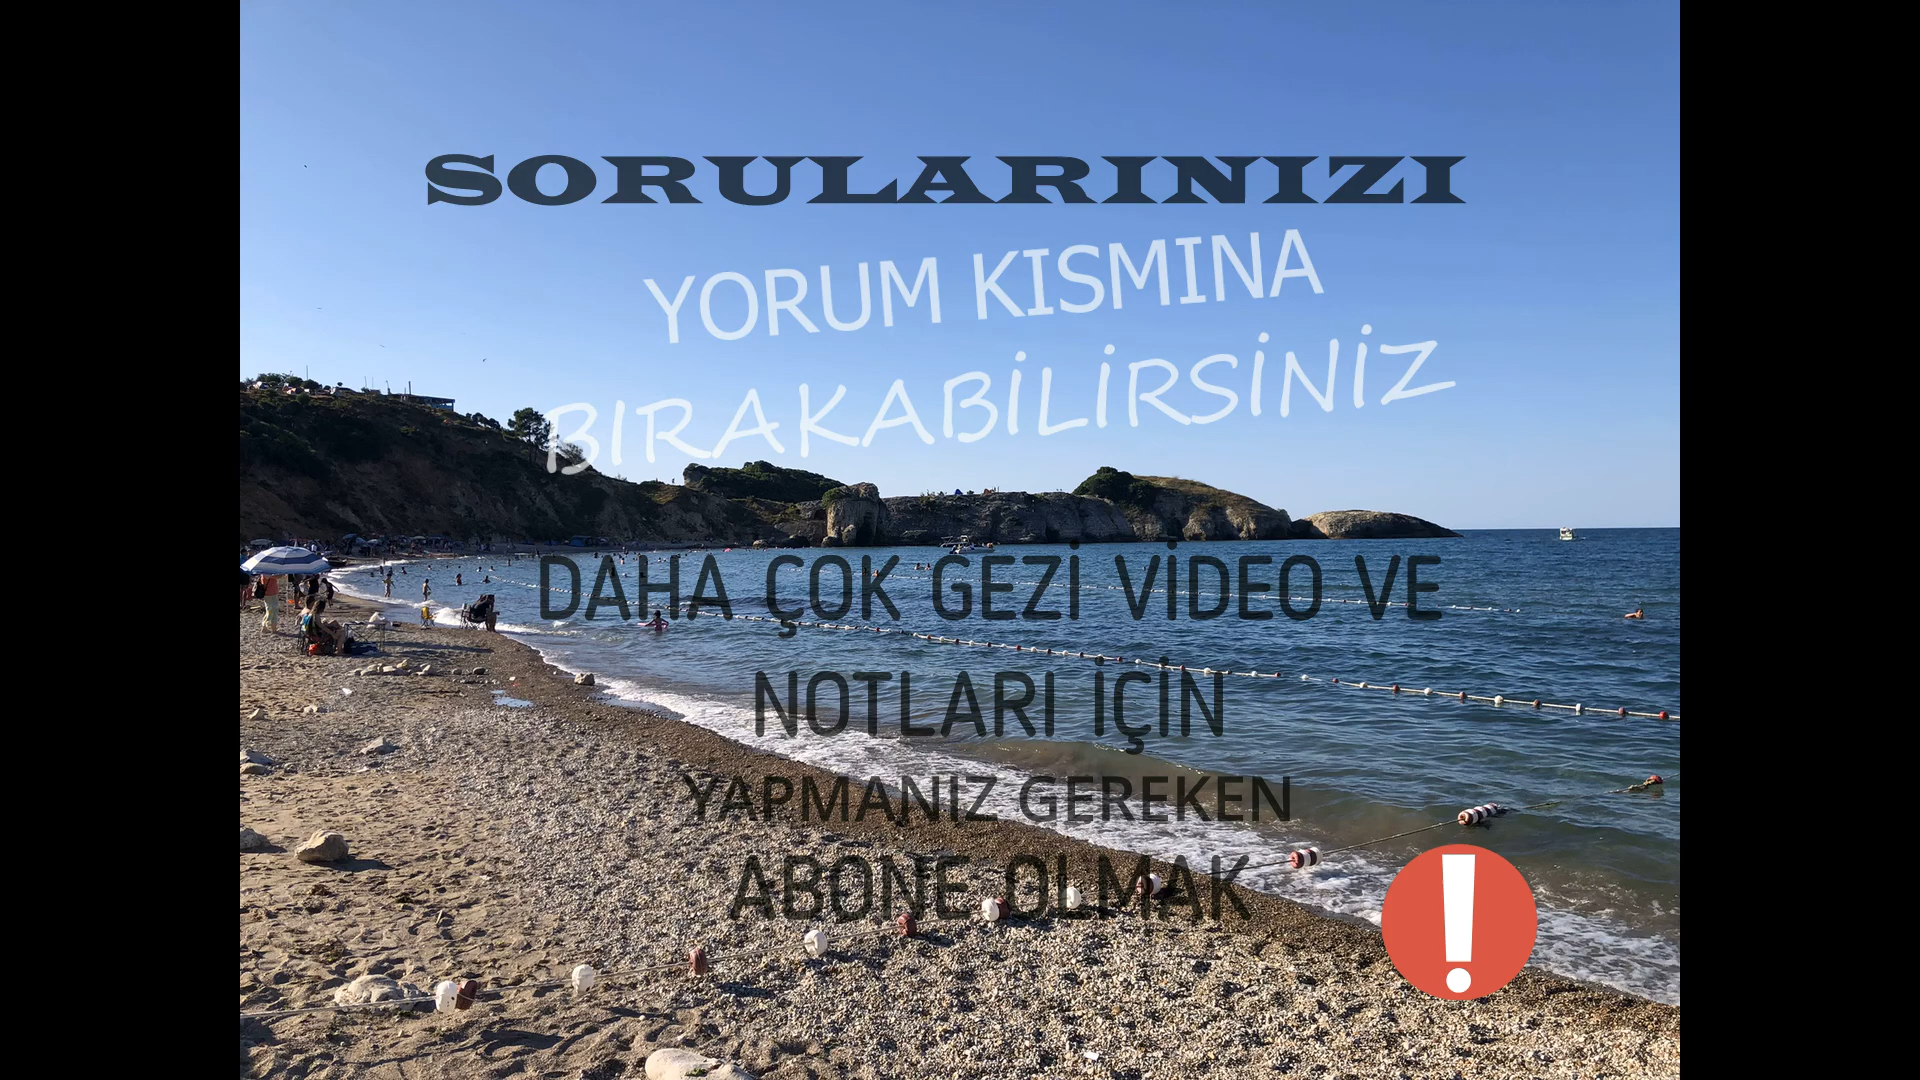 SORULARINIZI
YORUM KISMINA
BIRAKABİLİRSİNİZ
DAHA ÇOK GEZİ VİDEO VE
NOTLARI İÇİN
YAPMANIZ GEREKEN
ABONE OLMAK
!